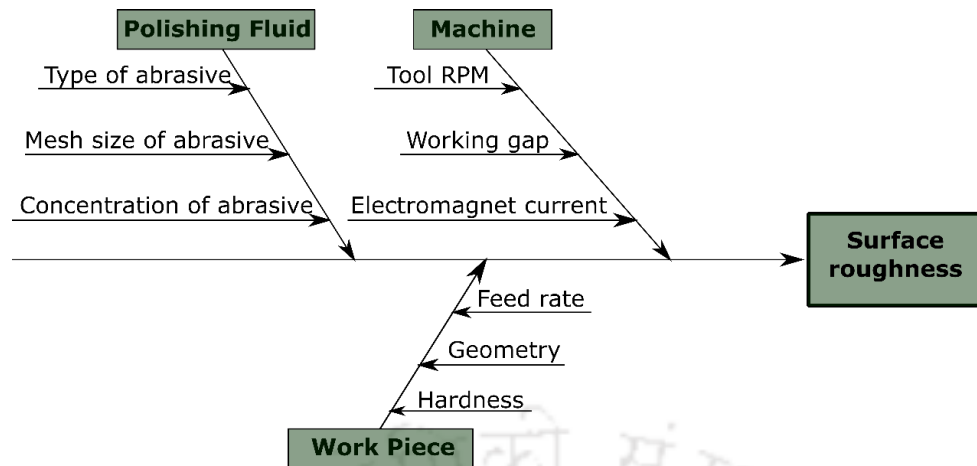 Polishing Fluid
Machine
Type of abrasive
Tool RPM
Mesh size of abrasive
Working gap
Concentration of abrasive
Electromagnet current
Surface
roughness
Feed rate
Geometry
Hardness
Work Piece